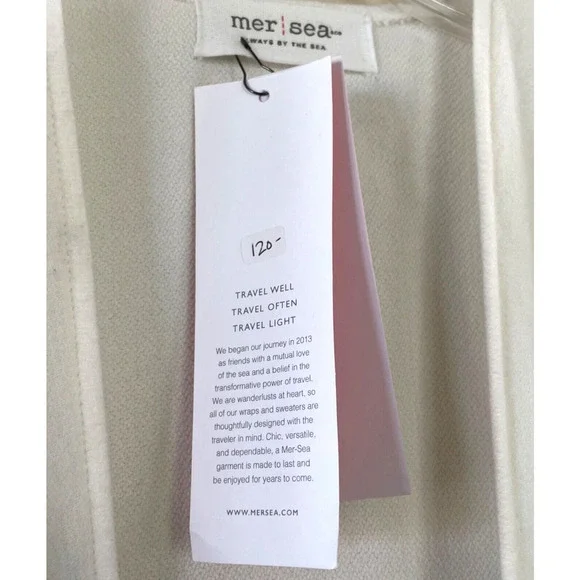 mer¦sea &co
ALWAYS BY THE SEA
120-
TRAVEL WELL
TRAVEL OFTEN
TRAVEL LIGHT
We began our journey in 2013
as friends with a mutual love
of the sea and a belief in the
transformative power of travel.
We are wanderlusts at heart, so
all of our wraps and sweaters are
thoughtfully designed with the
traveler in mind. Chic, versatile,
and dependable, a Mer-Sea
garment is made to last and
be enjoyed for years to come.
WWW.MERSEA.COM